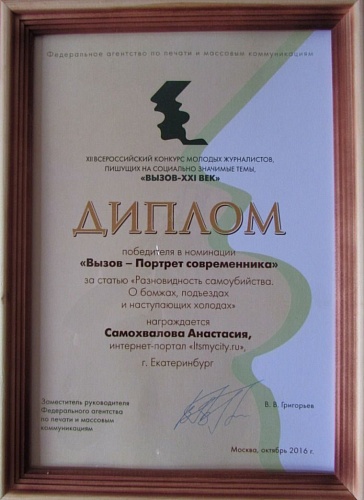 Федеральное агентство по печати и массовым коммуникациям
XII ВСЕРОССИЙСКИЙ КОНКУРС МОЛОДЫХ ЖУРНАЛИСТОВ,
ПИШУЩИХ НА СОЦИАЛЬНО ЗНАЧИМЫЕ ТЕМЫ,
«ВЫЗОВ-XXI ВЕК»
ДИПЛОМ
победителя в номинации
«Вызов – Портрет современника»
за статью «Разновидность самоубийства.
О бомжах, подъездах
и наступающих холодах»
награждается
Самохвалова Анастасия,
интернет-портал «Itsmycity.ru»,
г. Екатеринбург
Заместитель руководителя
Федерального агентства
по печати и массовым
коммуникациям
В. В. Григорьев
Москва, октябрь 2016 г.